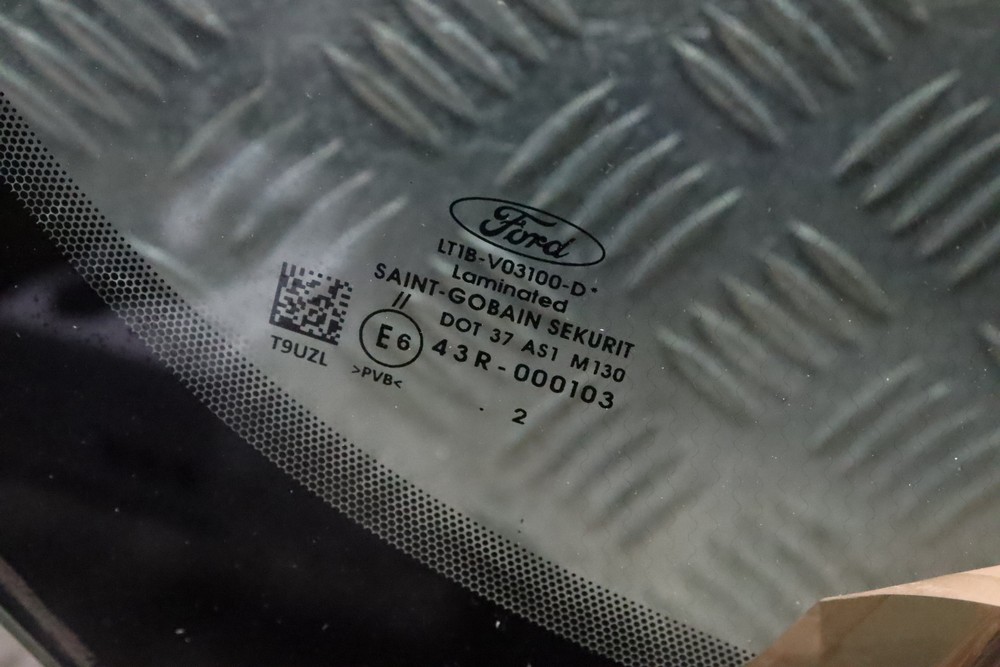 Ford
LT1B-V03100-D*
Laminated
SAINT-GOBAIN SEKURIT
//
DOT 37 AS1 M130
E6 43R-000103
T9UZL
>PVB<
. 2